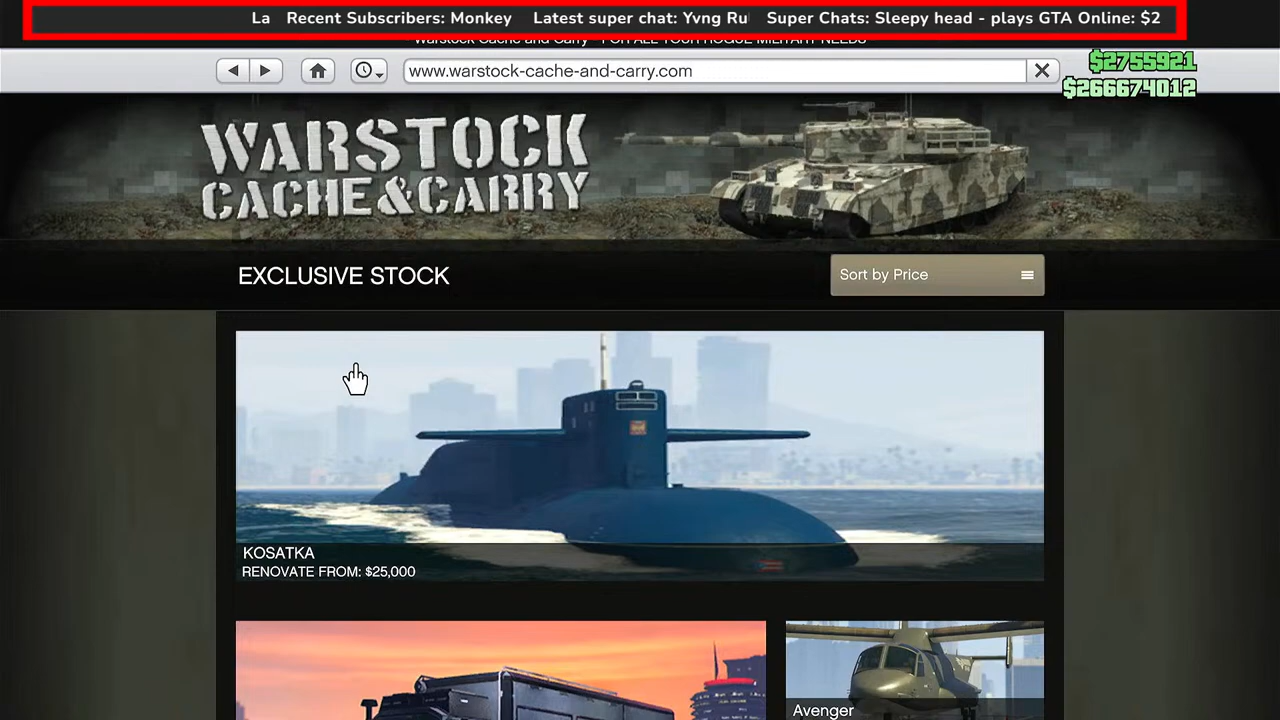 La Recent Subscribers: Monkey Latest super chat: Yvng Ru Super Chats: Sleepy head - plays GTA Online: $2
Warstock Cache and Carry - FOR ALL YOUR ROGUE MILITARY NEEDS
www.warstock-cache-and-carry.com
$2755921
$266674012
WARSTOCK
CACHE&CARRY
EXCLUSIVE STOCK
Sort by Price
KOSATKA
RENOVATE FROM: $25,000
Avenger